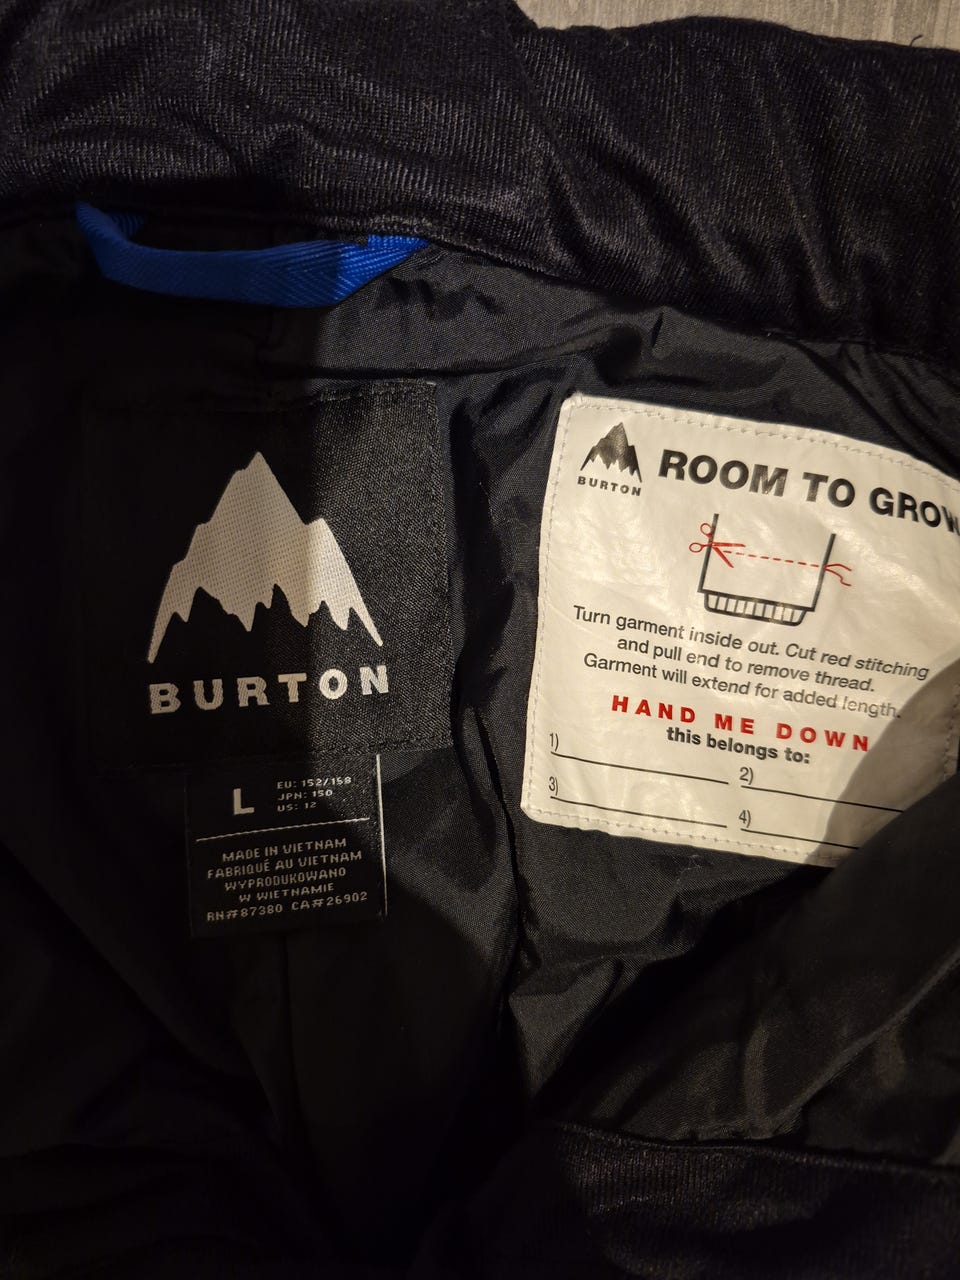 BURTON
L
EU: 152/158
JPN: 150
US: 12
MADE IN VIETNAM
FABRIQUÉ AU VIETNAM
WYPRODUKOWANO
W WIETNAMIE
RN#87380 CA#26902
BURTON
ROOM TO GROW
Turn garment inside out. Cut red stitching
and pull end to remove thread.
Garment will extend for added length.
HAND ME DOWN
this belongs to:
1)
2)
3)
4)